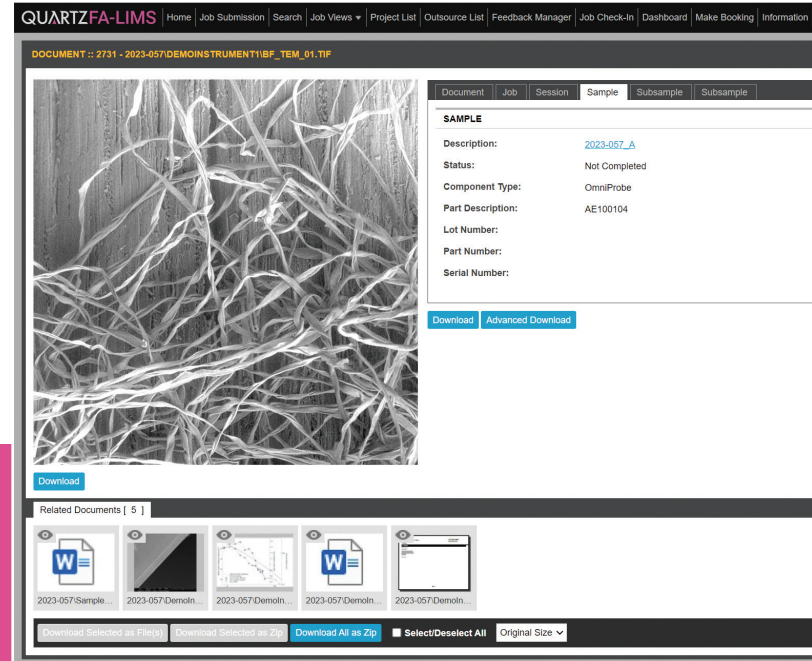 QUARTZFA-LIMS Home Job Submission Search Job Views Project List Outsource List Feedback Manager Job Check-In Dashboard Make Booking Information
DOCUMENT :: 2731 - 2023-057\DEMOINSTRUMENT1\BF_TEM_01.TIF
Document Job Session Sample Subsample Subsample
SAMPLE
Description: 2023-057_A
Status: Not Completed
Component Type: OmniProbe
Part Description: AE100104
Lot Number:
Part Number:
Serial Number:
Download Advanced Download
Download
Related Documents [ 5 ]
2023-057\Sample... 2023-057\DemoIn... 2023-057\DemoIn... 2023-057\DemoIn... 2023-057\DemoIn...
Download Selected as File(s) Download Selected as Zip Download All as Zip Select/Deselect All Original Size